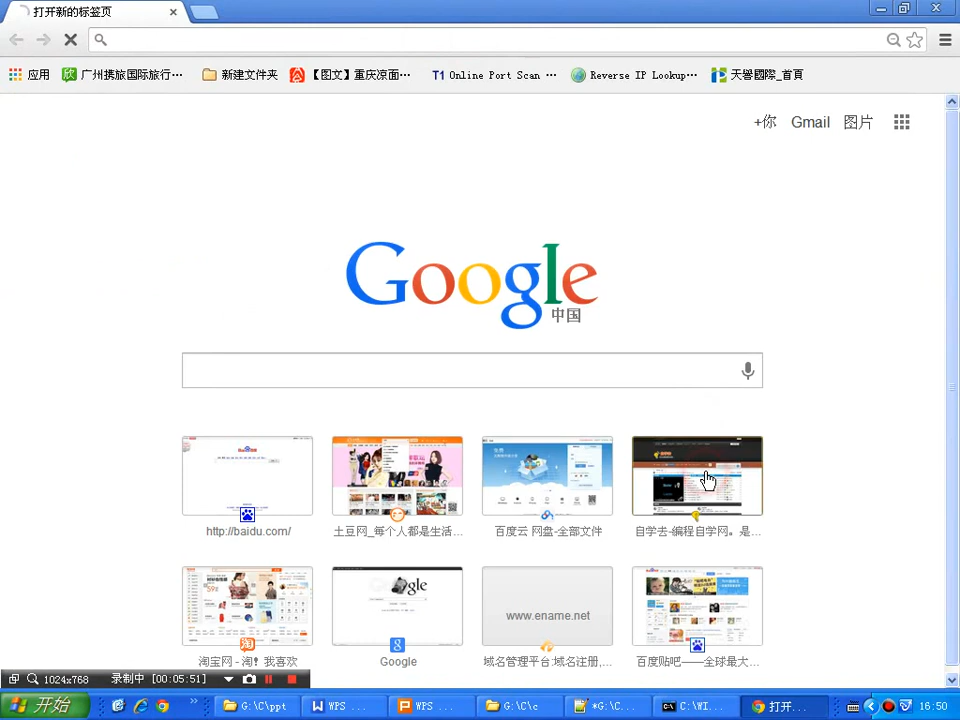 打开新的标签页
应用
广州携旅国际旅行···
新建文件夹
【图文】重庆凉面···
T1 Online Port Scan ···
Reverse IP Lookup···
天譽國際_首頁
+你
Gmail
图片
Google
中国
http://baidu.com/
土豆网_每个人都是生活...
百度云 网盘-全部文件
自学去-编程自学网。是...
www.ename.net
淘宝网 - 淘！我喜欢
Google
域名管理平台:域名注册,...
百度贴吧——全球最大...
1024x768
录制中 [00:05:51]
开始
G:\C\ppt
WPS ...
WPS ...
G:\C\c
*G:\C...
C:\WI...
打开...
16:50